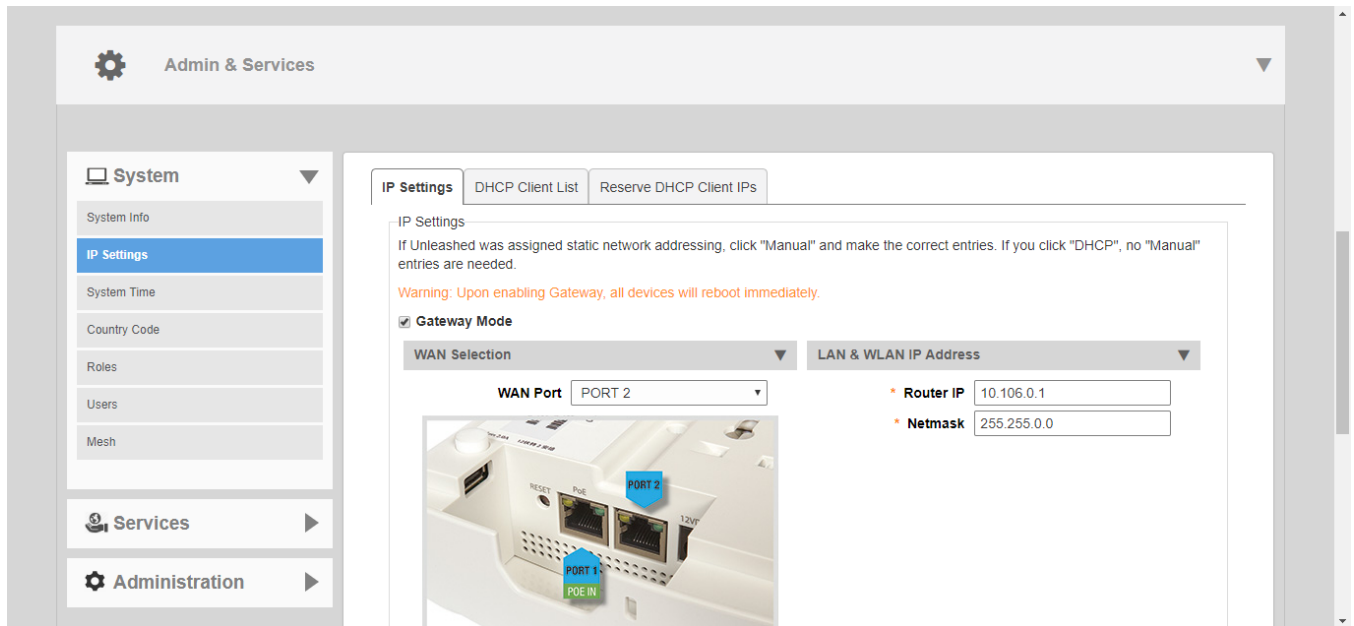 Admin & Services
System
System Info
IP Settings
System Time
Country Code
Roles
Users
Mesh
Services
Administration
IP Settings
DHCP Client List
Reserve DHCP Client IPs
IP Settings
If Unleashed was assigned static network addressing, click "Manual" and make the correct entries. If you click "DHCP", no "Manual"
entries are needed.
Warning: Upon enabling Gateway, all devices will reboot immediately.
Gateway Mode
WAN Selection
WAN Port PORT 2
RESET PoE PORT 2
PORT 1
POE IN
LAN & WLAN IP Address
* Router IP 10.106.0.1
* Netmask 255.255.0.0